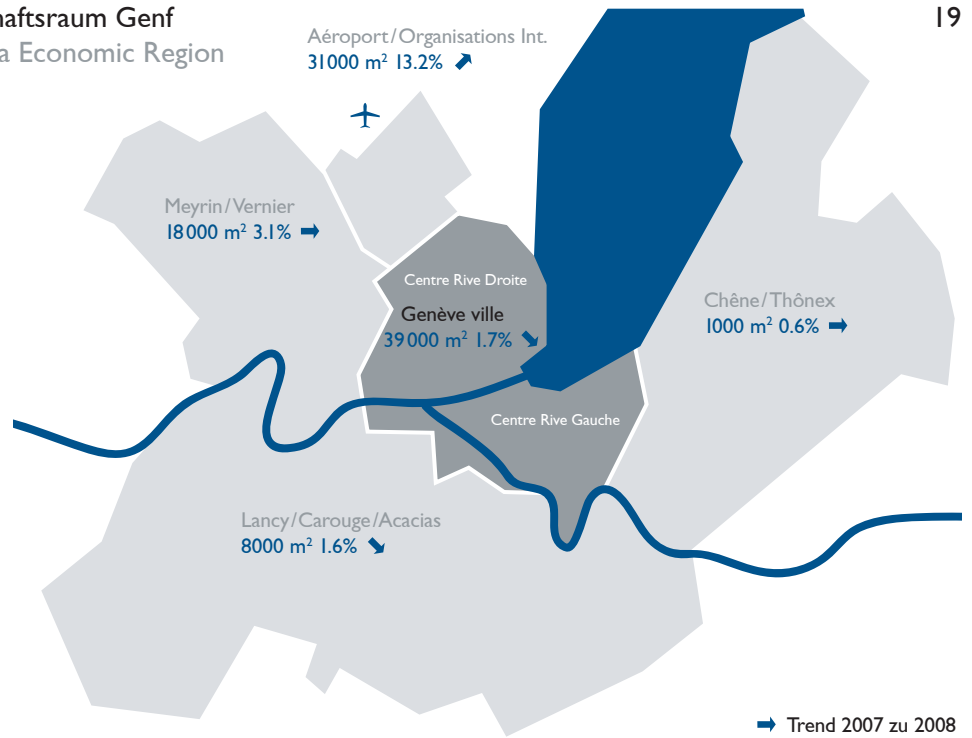 haftsraum Genf
19
a Economic Region
Aéroport/Organisations Int.
31000 m² 13.2% ➡
Meyrin/Vernier
18000 m² 3.1% ➡
Centre Rive Droite
Genève ville
39000 m² 1.7% ➡
Chêne/Thônex
1000 m² 0.6% ➡
Centre Rive Gauche
Lancy/Carouge/Acacias
8000 m² 1.6% ➡
➡ Trend 2007 zu 2008